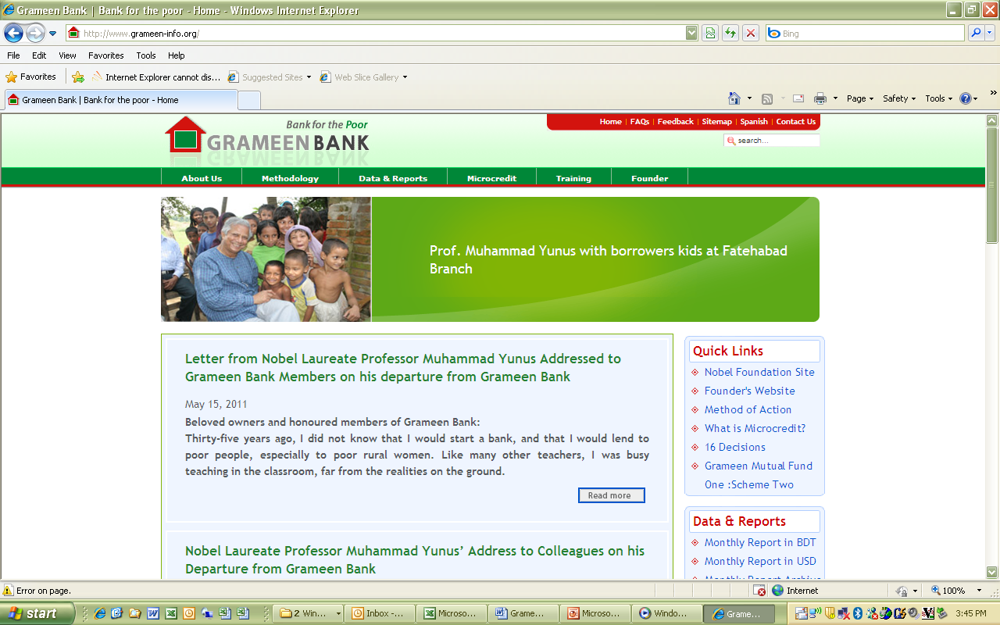 Grameen Bank | Bank for the poor - Home - Windows Internet Explorer
http://www.grameen-info.org/
Bing
File Edit View Favorites Tools Help
Favorites Internet Explorer cannot dis... Suggested Sites Web Slice Gallery
Grameen Bank | Bank for the poor - Home
Page Safety Tools
Bank for the Poor
GRAMEEN BANK
Home | FAQs | Feedback | Sitemap | Spanish | Contact Us
search...
About Us Methodology Data & Reports Microcredit Training Founder
Prof. Muhammad Yunus with borrowers kids at Fatehabad
Branch
Letter from Nobel Laureate Professor Muhammad Yunus Addressed to
Grameen Bank Members on his departure from Grameen Bank
May 15, 2011
Beloved owners and honoured members of Grameen Bank:
Thirty-five years ago, I did not know that I would start a bank, and that I would lend to
poor people, especially to poor rural women. Like many other teachers, I was busy
teaching in the classroom, far from the realities on the ground.
Read more
Nobel Laureate Professor Muhammad Yunus’ Address to Colleagues on his
Departure from Grameen Bank
Quick Links
Nobel Foundation Site
Founder's Website
Method of Action
What is Microcredit?
16 Decisions
Grameen Mutual Fund
One :Scheme Two
Data & Reports
Monthly Report in BDT
Monthly Report in USD
Monthly Report Archive
Error on page.
Internet
100%
start
2 Win...
Inbox -...
Microso...
Grame...
Microso...
Windo...
Grame...
3:45 PM